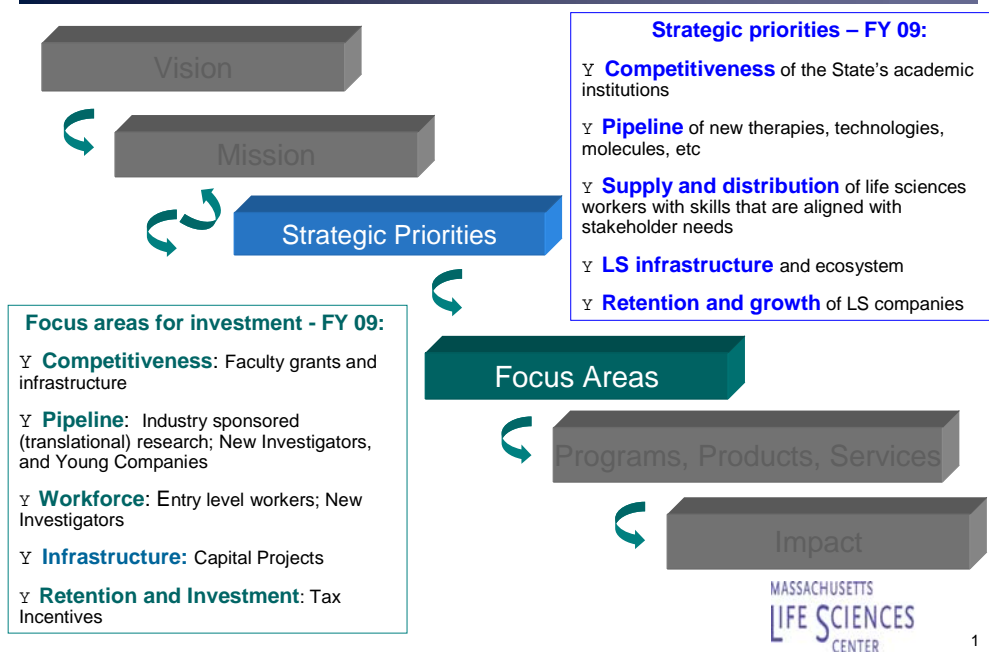 Vision
Mission
Strategic Priorities
Focus Areas
Programs, Products, Services
Impact
Strategic priorities – FY 09:
Y Competitiveness of the State's academic
institutions
Y Pipeline of new therapies, technologies,
molecules, etc
Y Supply and distribution of life sciences
workers with skills that are aligned with
stakeholder needs
Y LS infrastructure and ecosystem
Y Retention and growth of LS companies
Focus areas for investment - FY 09:
Y Competitiveness: Faculty grants and
infrastructure
Y Pipeline: Industry sponsored
(translational) research; New Investigators,
and Young Companies
Y Workforce: Entry level workers; New
Investigators
Y Infrastructure: Capital Projects
Y Retention and Investment: Tax
Incentives
MASSACHUSETTS
LIFE SCIENCES
CENTER
1